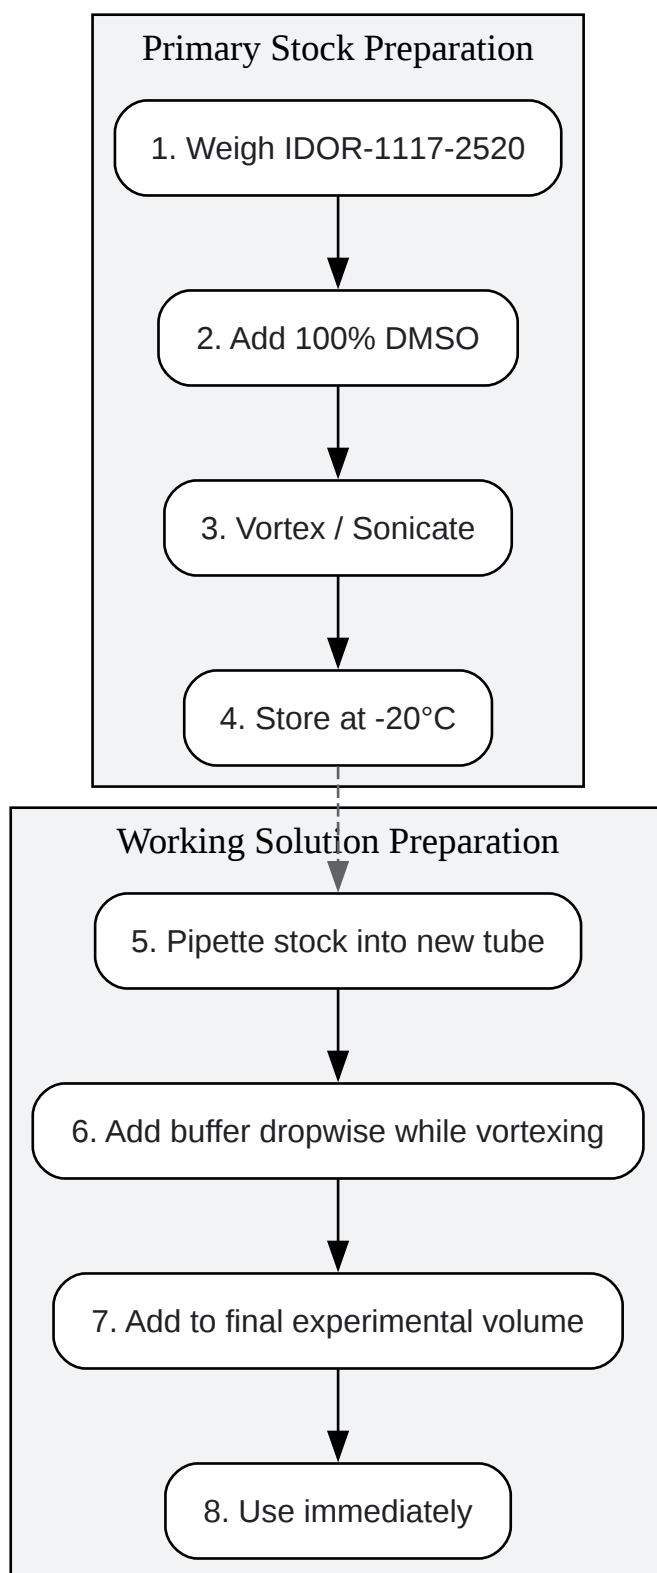 Primary Stock Preparation
1. Weigh IDOR-1117-2520
2. Add 100% DMSO
3. Vortex / Sonicate
4. Store at -20°C
Working Solution Preparation
5. Pipette stock into new tube
6. Add buffer dropwise while vortexing
7. Add to final experimental volume
8. Use immediately